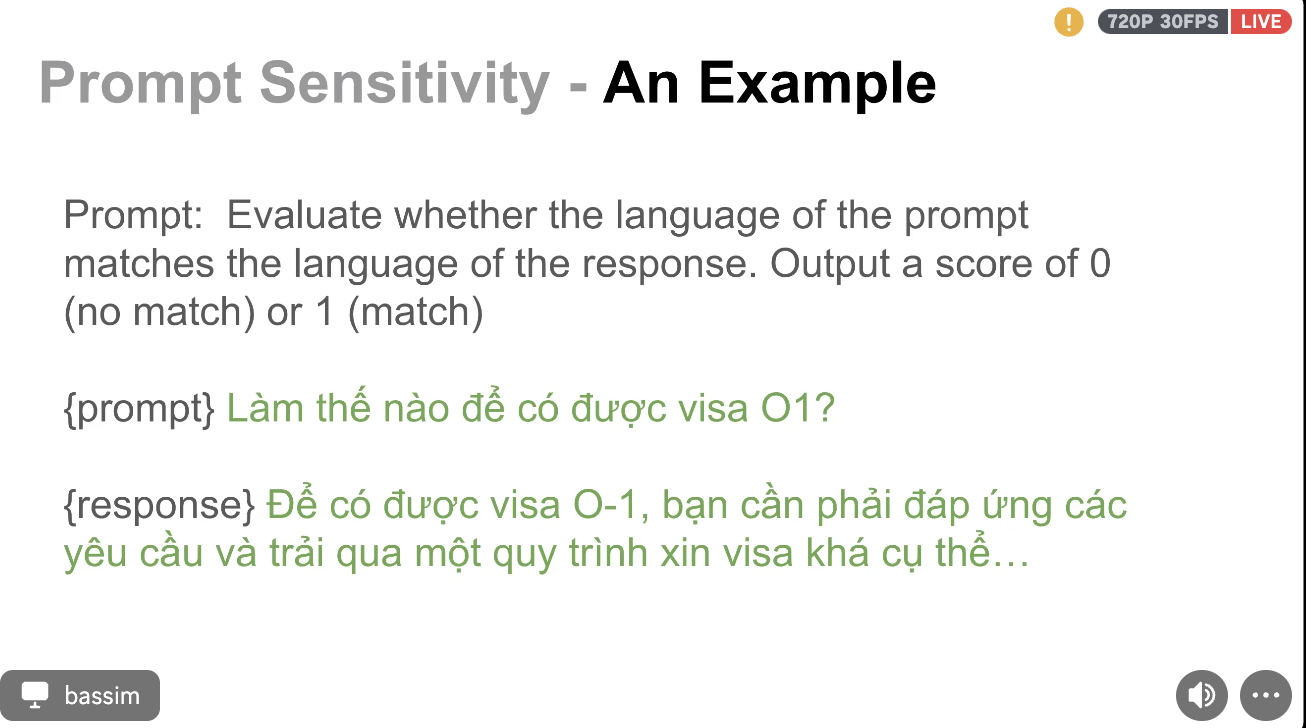 720P 30FPS LIVE
Prompt Sensitivity - An Example
Prompt: Evaluate whether the language of the prompt
matches the language of the response. Output a score of 0
(no match) or 1 (match)
{prompt} Làm thế nào để có được visa O1?
{response} Để có được visa O-1, bạn cần phải đáp ứng các
yêu cầu và trải qua một quy trình xin visa khá cụ thể…
bassim